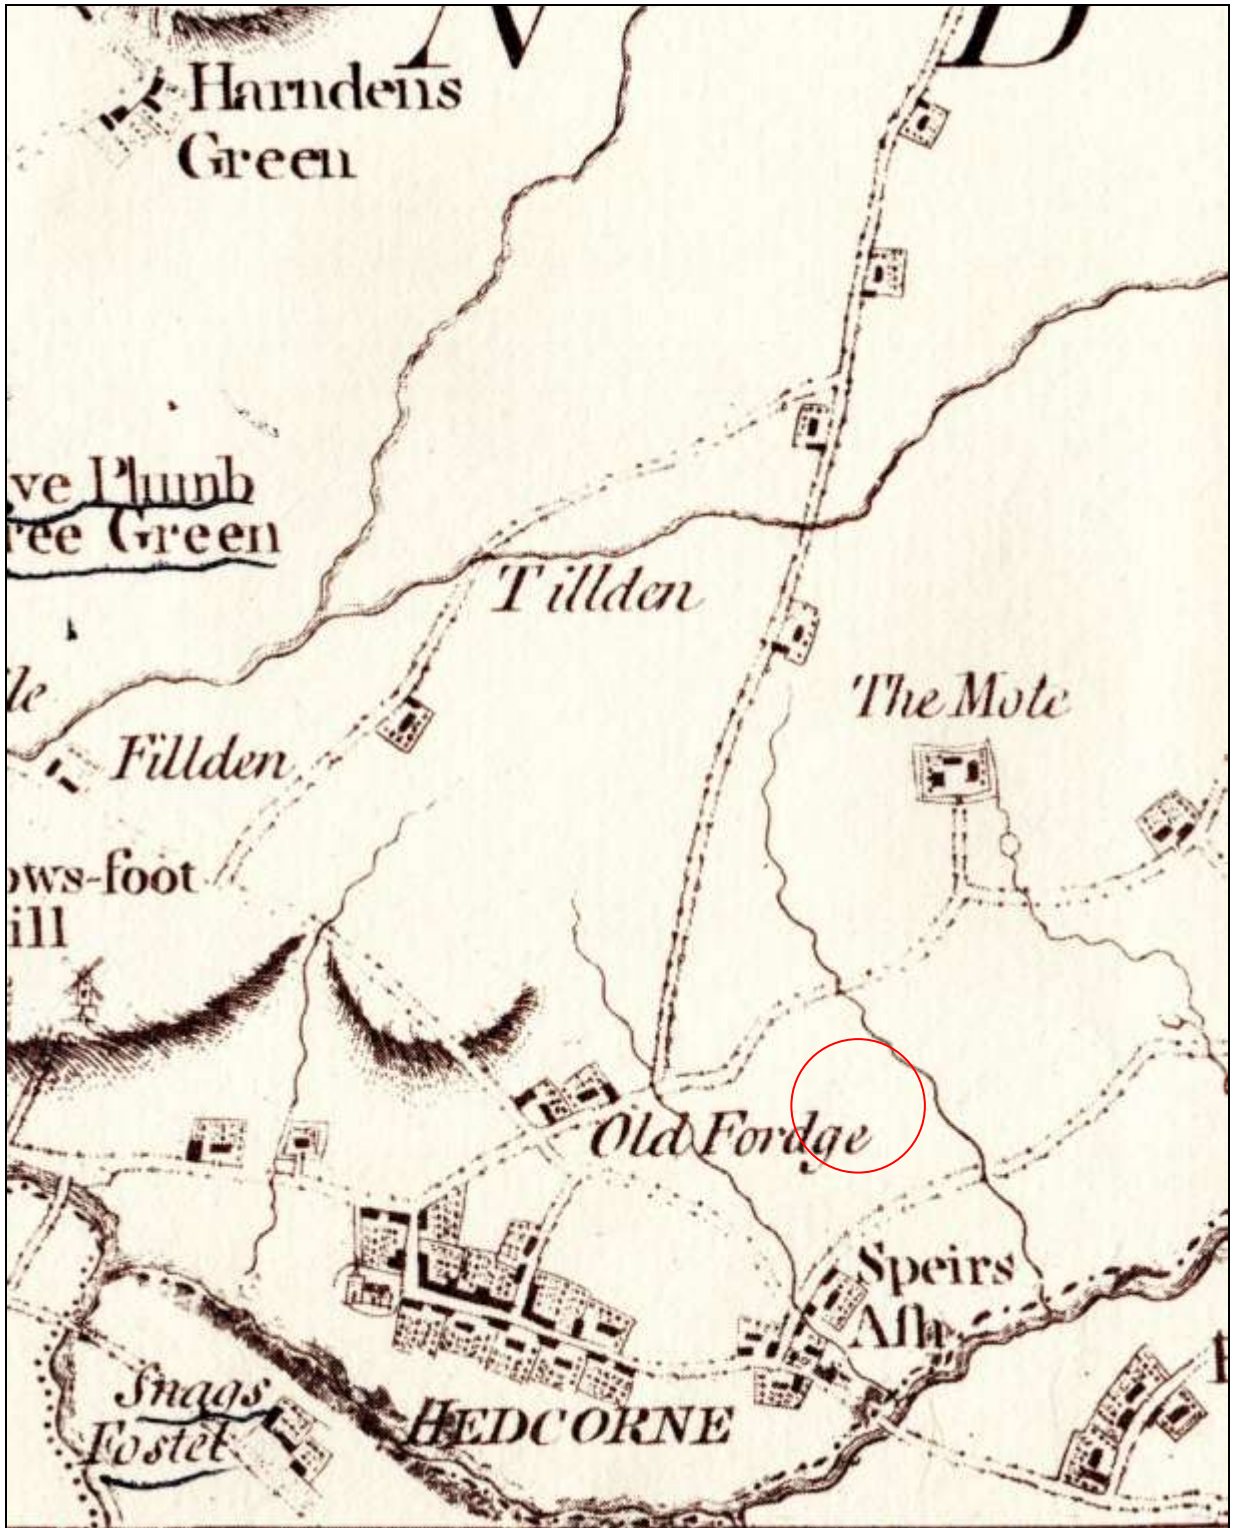 N D
Harndens
Green
ve Plumb
ree Green
Tillden
le
The Mote
Fillden
ows-foot
ill
Old Fordge
Speirs
Aſh
Snags
Fostet
HEDCORNE